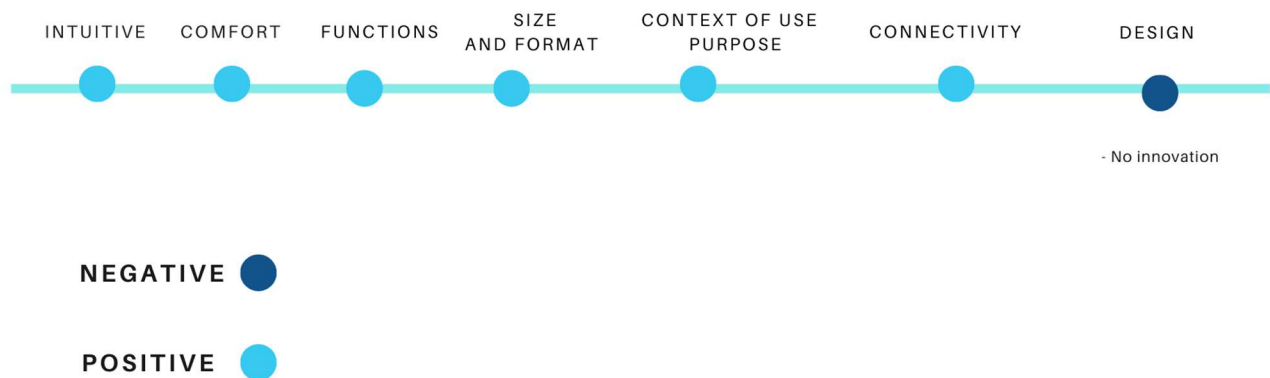 INTUITIVE
COMFORT
FUNCTIONS
SIZE
AND FORMAT
CONTEXT OF USE
PURPOSE
CONNECTIVITY
DESIGN
- No innovation
NEGATIVE
POSITIVE